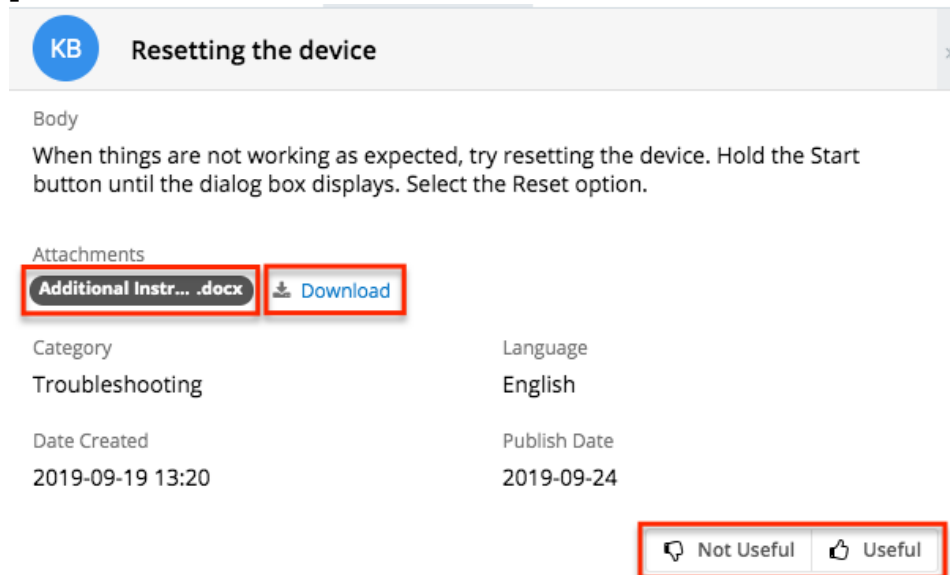 KB
Resetting the device
Body
When things are not working as expected, try resetting the device. Hold the Start
button until the dialog box displays. Select the Reset option.
Attachments
Additional Instr... .docx Download
Category Language
Troubleshooting English
Date Created Publish Date
2019-09-19 13:20 2019-09-24
Not Useful Useful